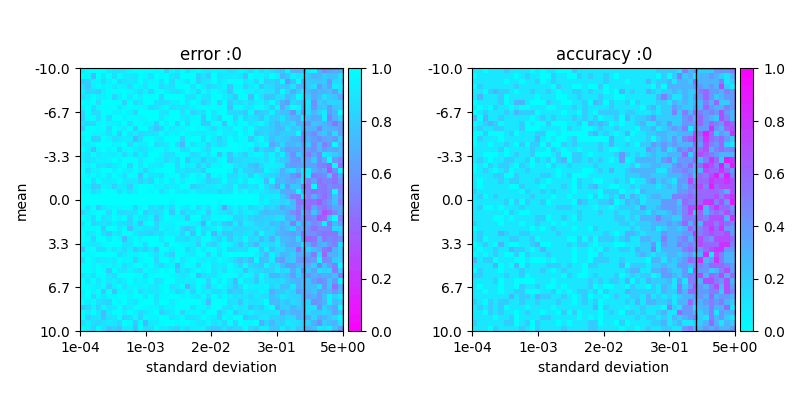 error :0
accuracy :0
-10.0
-6.7
-3.3
0.0
3.3
6.7
10.0
mean
1e-04
1e-03
2e-02
3e-01
5e+00
standard deviation
1.0
0.8
0.6
0.4
0.2
0.0
-10.0
-6.7
-3.3
0.0
3.3
6.7
10.0
mean
1e-04
1e-03
2e-02
3e-01
5e+00
standard deviation
1.0
0.8
0.6
0.4
0.2
0.0